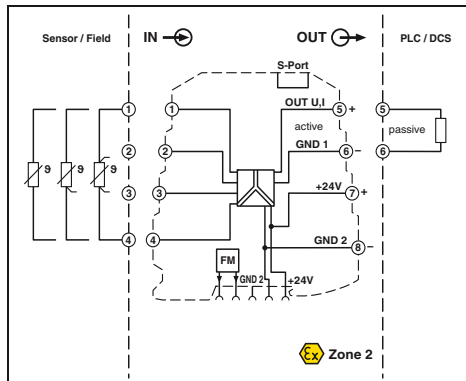 Sensor / Field
IN
OUT
PLC / DCS
S-Port
1
1
OUT U,I
5 +
5
ϑ
ϑ
ϑ
active
passive
2
2
GND 1
6 −
6
3
3
+24V
7 +
4
4
GND 2
8 −
FM
GND 2
+24V
Ex Zone 2